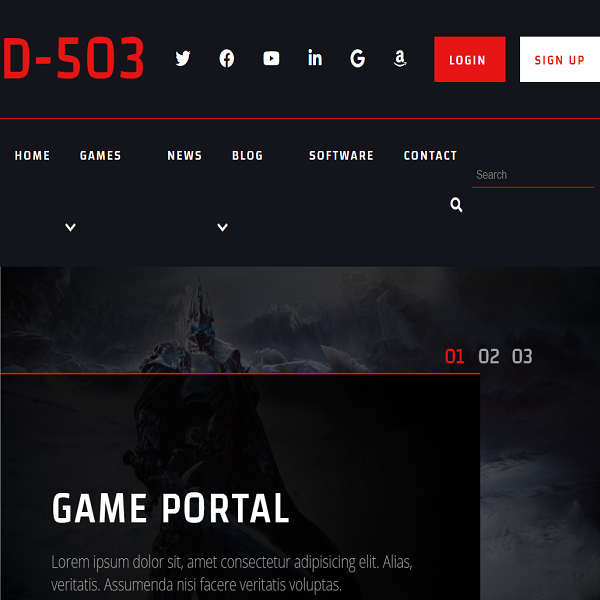 D-503
LOGIN
SIGN UP
HOME GAMES NEWS BLOG SOFTWARE CONTACT
Search
01 02 03
GAME PORTAL
Lorem ipsum dolor sit, amet consectetur adipisicing elit. Alias,
veritatis. Assumenda nisi facere veritatis voluptas.